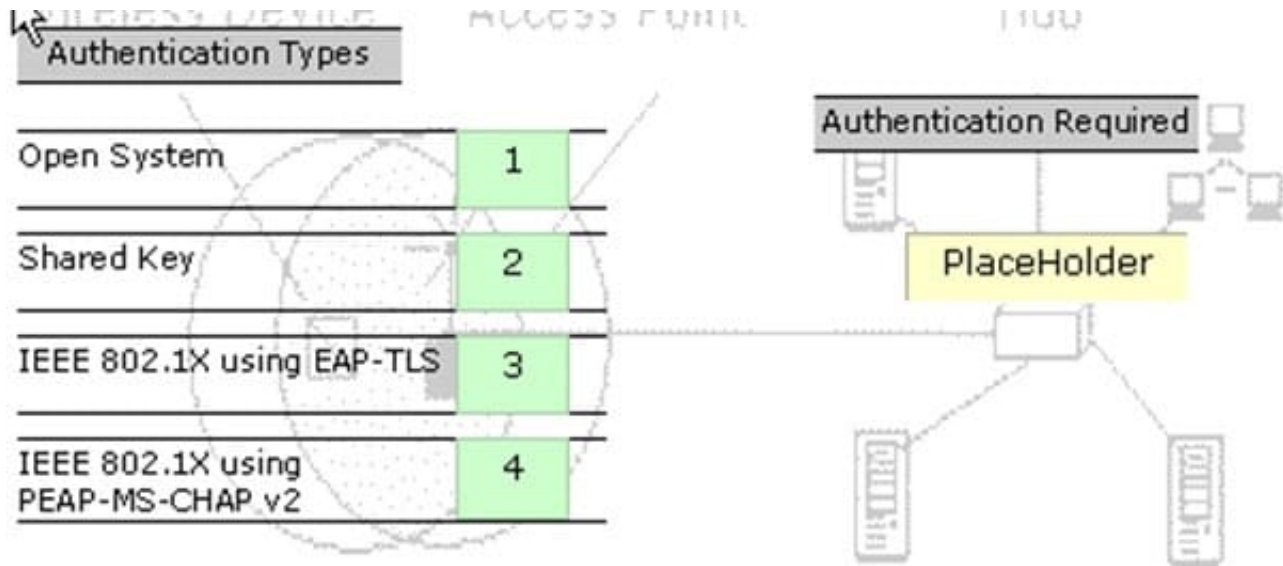 Authentication Types
Authentication Required
Open System
1
Shared Key
2
PlaceHolder
IEEE 802.1X using EAP-TLS
3
IEEE 802.1X using
PEAP-MS-CHAP v2
4